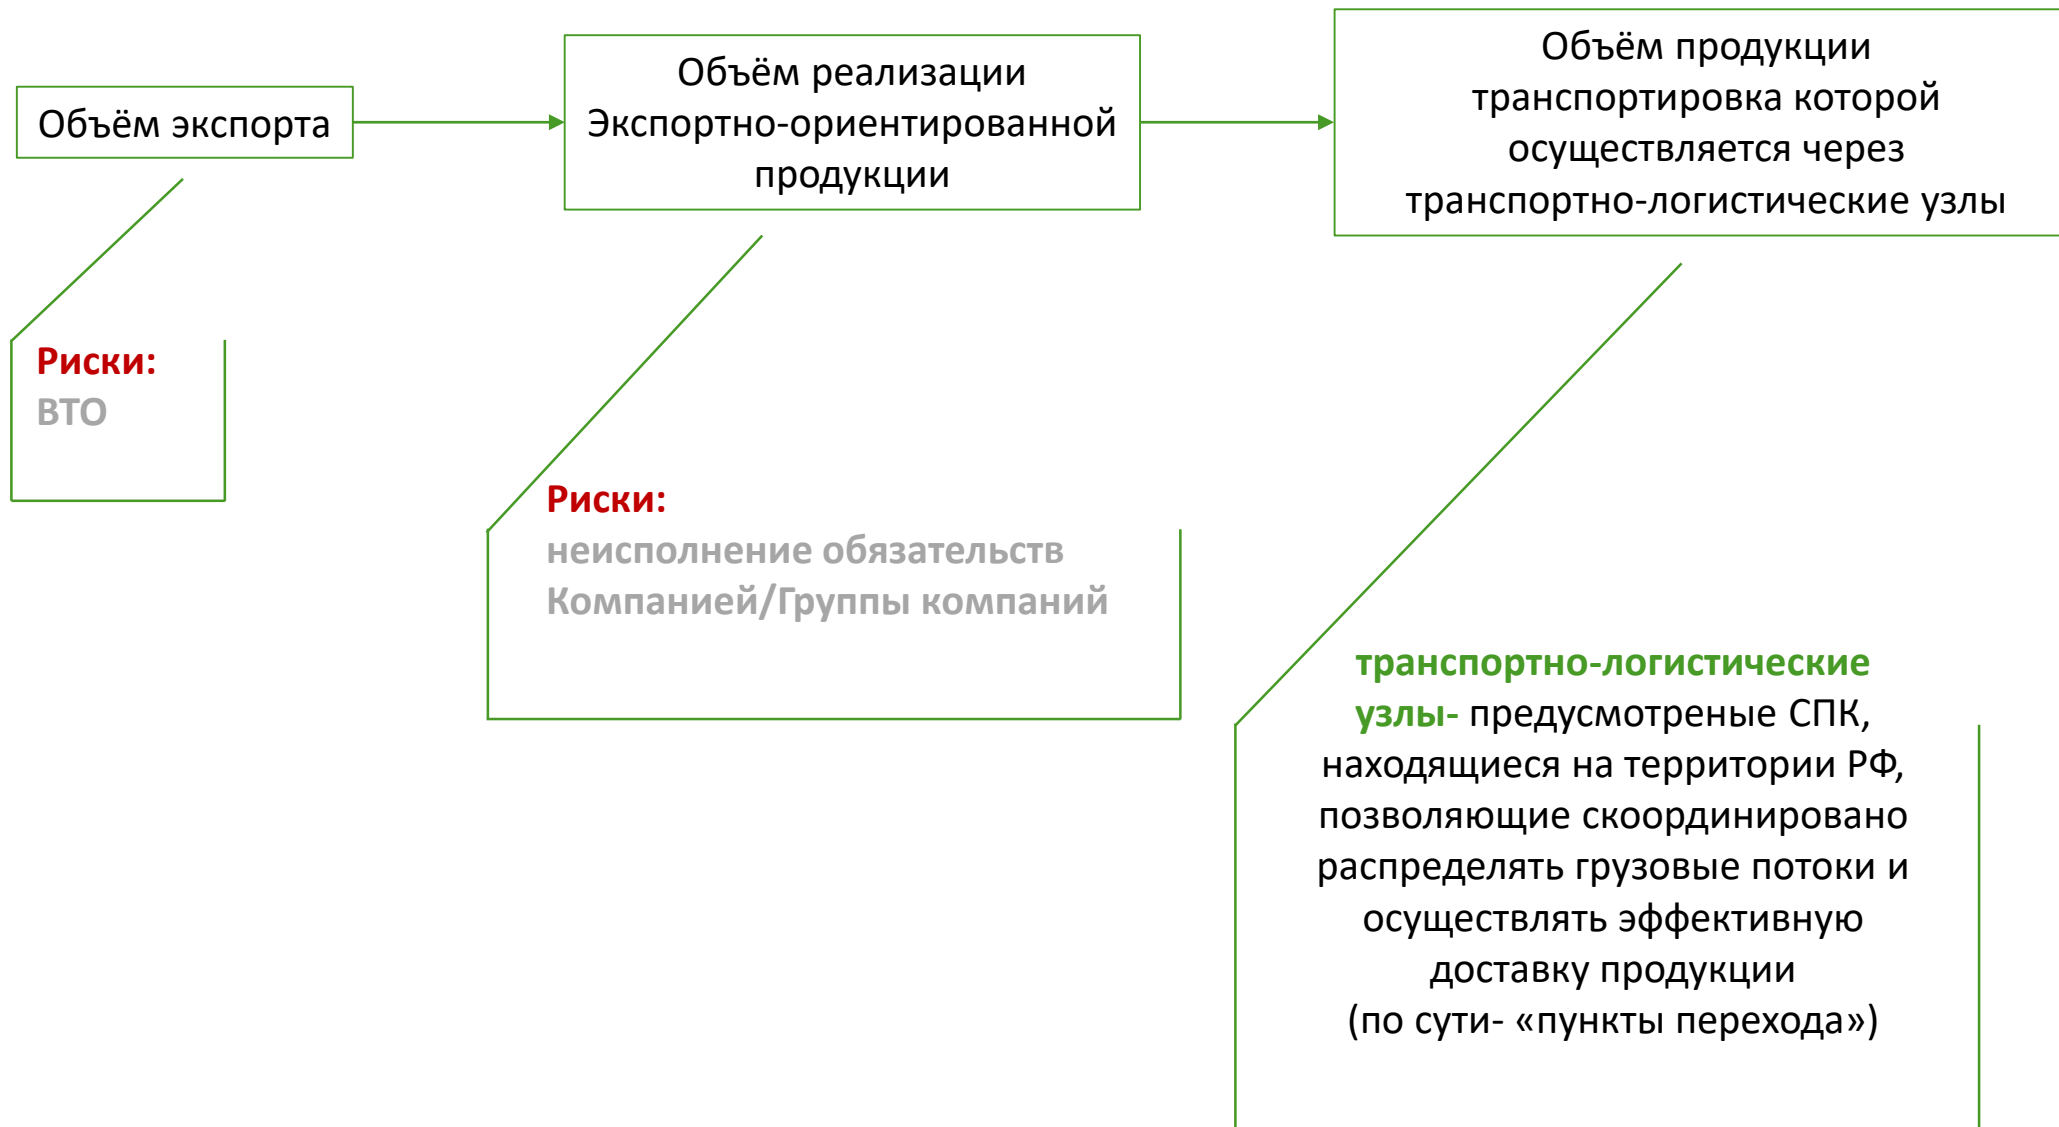 Объём экспорта
Объём реализации
Экспортно-ориентированной
продукции
Объём продукции
транспортировка которой
осуществляется через
транспортно-логистические узлы
Риски:
ВТО
Риски:
неисполнение обязательств
Компанией/Группы компаний
транспортно-логистические
узлы- предусмотреные СПК,
находящиеся на территории РФ,
позволяющие скоординировано
распределять грузовые потоки и
осуществлять эффективную
доставку продукции
(по сути- «пункты перехода»)